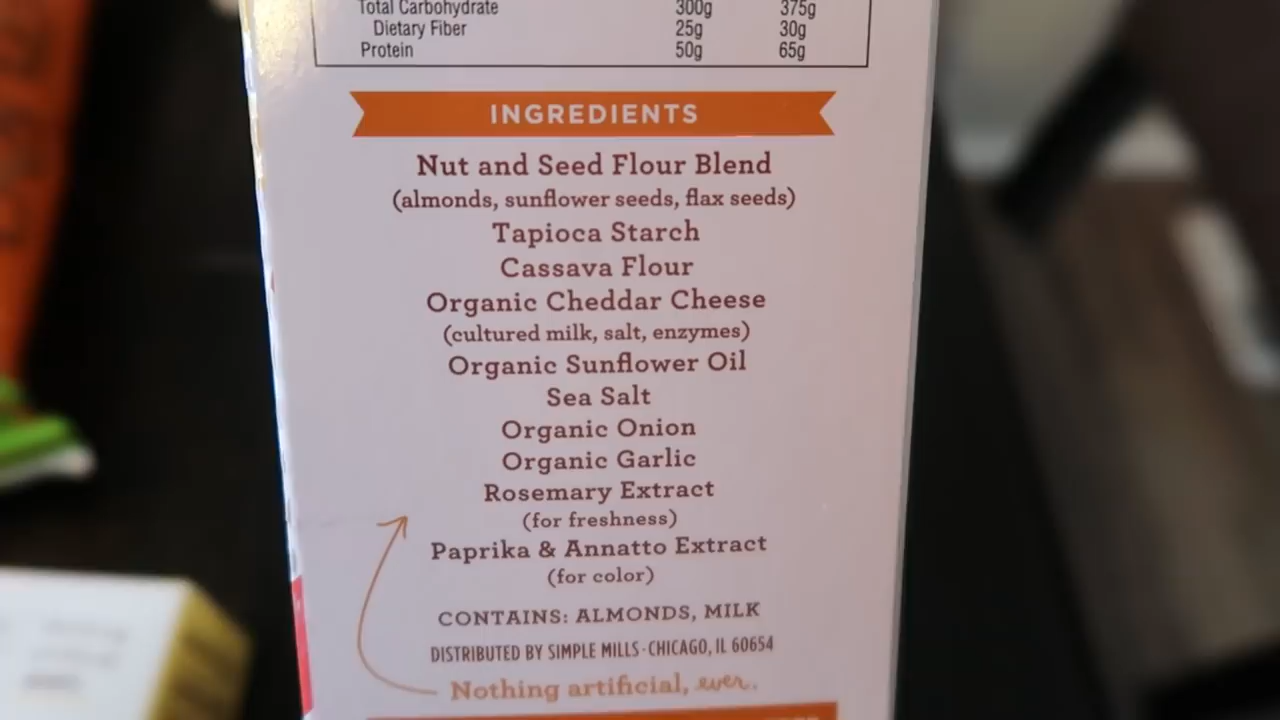 Total Carbohydrate 300g 375g
Dietary Fiber 25g 30g
Protein 50g 65g
INGREDIENTS
Nut and Seed Flour Blend
(almonds, sunflower seeds, flax seeds)
Tapioca Starch
Cassava Flour
Organic Cheddar Cheese
(cultured milk, salt, enzymes)
Organic Sunflower Oil
Sea Salt
Organic Onion
Organic Garlic
Rosemary Extract
(for freshness)
Paprika & Annatto Extract
(for color)
CONTAINS: ALMONDS, MILK
DISTRIBUTED BY SIMPLE MILLS · CHICAGO, IL 60654
Nothing artificial, ever.